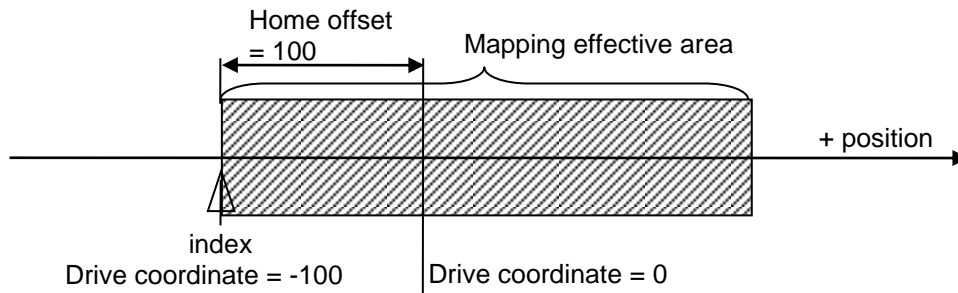 Home offset
= 100
Mapping effective area
+ position
index
Drive coordinate = -100
Drive coordinate = 0